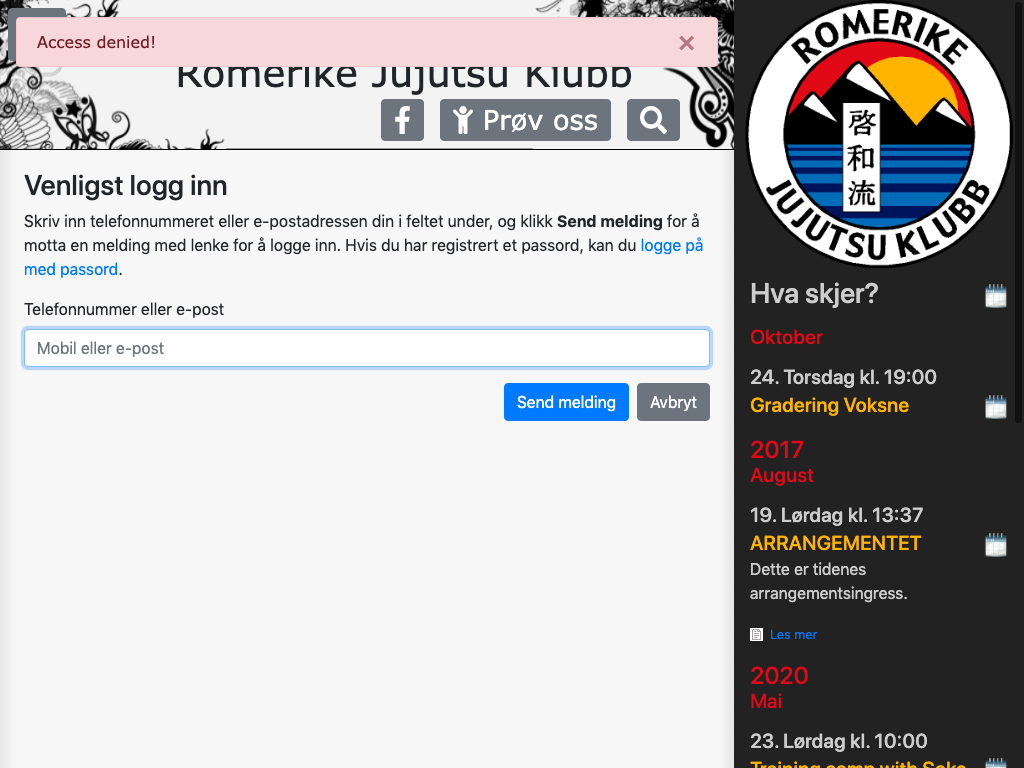 Access denied!
×
Romerike Jujutsu Klubb
Prøv oss
Venligst logg inn
Skriv inn telefonnummeret eller e-postadressen din i feltet under, og klikk Send melding for å
motta en melding med lenke for å logge inn. Hvis du har registrert et passord, kan du logge på
med passord.
Telefonnummer eller e-post
Mobil eller e-post
Send melding
Avbryt
ROMERIKE
啓
和
流
JUJUTSU KLUBB
Hva skjer?
Oktober
24. Torsdag kl. 19:00
Gradering Voksne
2017
August
19. Lørdag kl. 13:37
ARRANGEMENTET
Dette er tidenes
arrangementsingress.
Les mer
2020
Mai
23. Lørdag kl. 10:00
Training camp with Soke